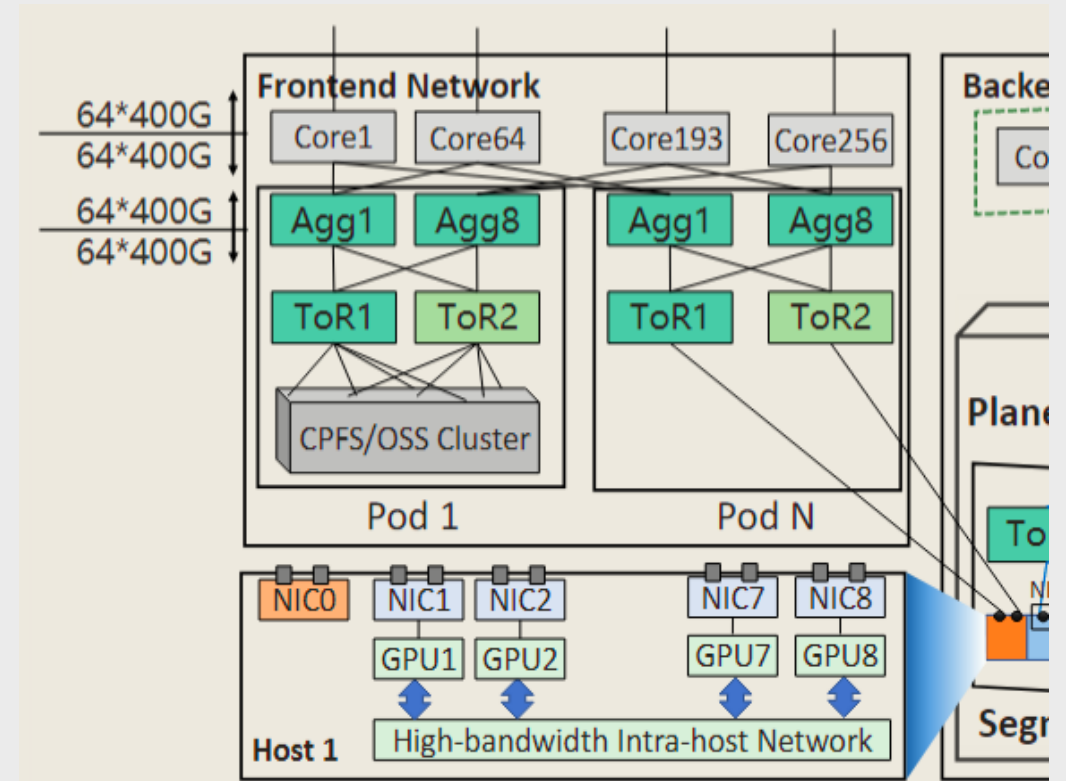 Frontend Network
64*400G
64*400G
64*400G
64*400G
Core1
Core64
Core193
Core256
Agg1
Agg8
Agg1
Agg8
ToR1
ToR2
ToR1
ToR2
CPFS/OSS Cluster
Pod 1
Pod N
NIC0
NIC1
NIC2
NIC7
NIC8
GPU1
GPU2
GPU7
GPU8
High-bandwidth Intra-host Network
Host 1
Backe
Co
Plane
To
NI
Segr